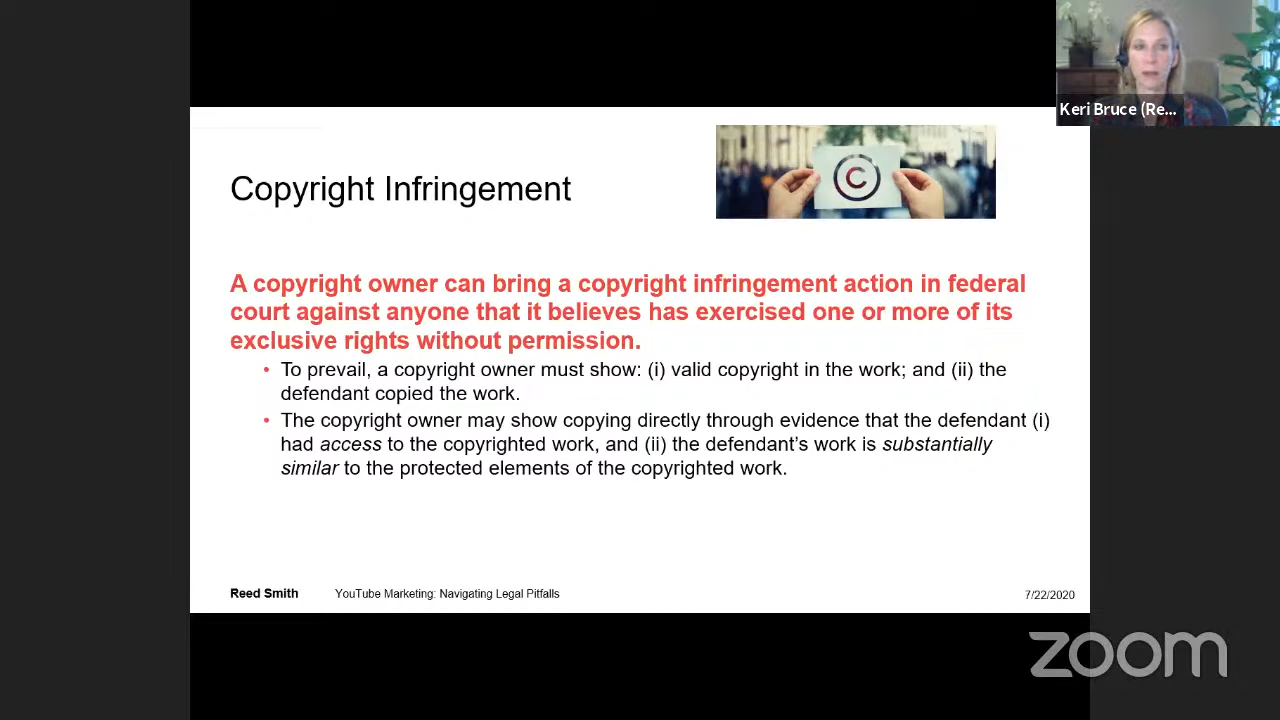 Keri Bruce (Re...
Copyright Infringement
©
A copyright owner can bring a copyright infringement action in federal
court against anyone that it believes has exercised one or more of its
exclusive rights without permission.
• To prevail, a copyright owner must show: (i) valid copyright in the work; and (ii) the
defendant copied the work.
• The copyright owner may show copying directly through evidence that the defendant (i)
had access to the copyrighted work, and (ii) the defendant’s work is substantially
similar to the protected elements of the copyrighted work.
Reed Smith YouTube Marketing: Navigating Legal Pitfalls 7/22/2020
zoom